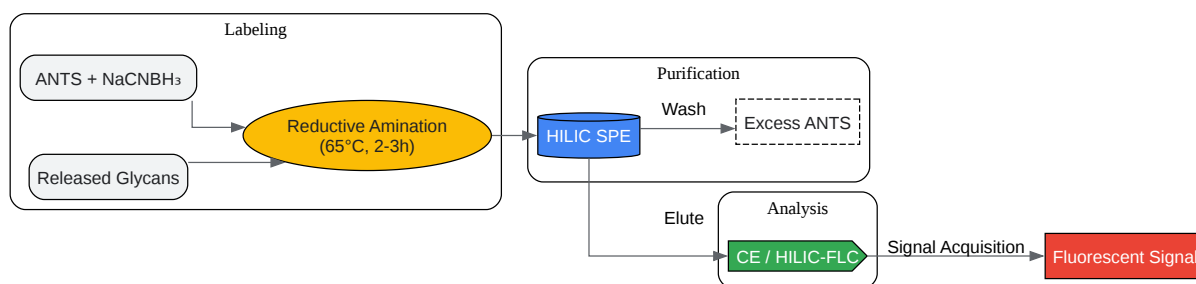 Labeling
ANTS + NaCNBH₃
Reductive Amination
(65°C, 2-3h)
Released Glycans
Purification
HILIC SPE
Wash
Excess ANTS
Elute
Analysis
CE / HILIC-FLC
Signal Acquisition
Fluorescent Signal